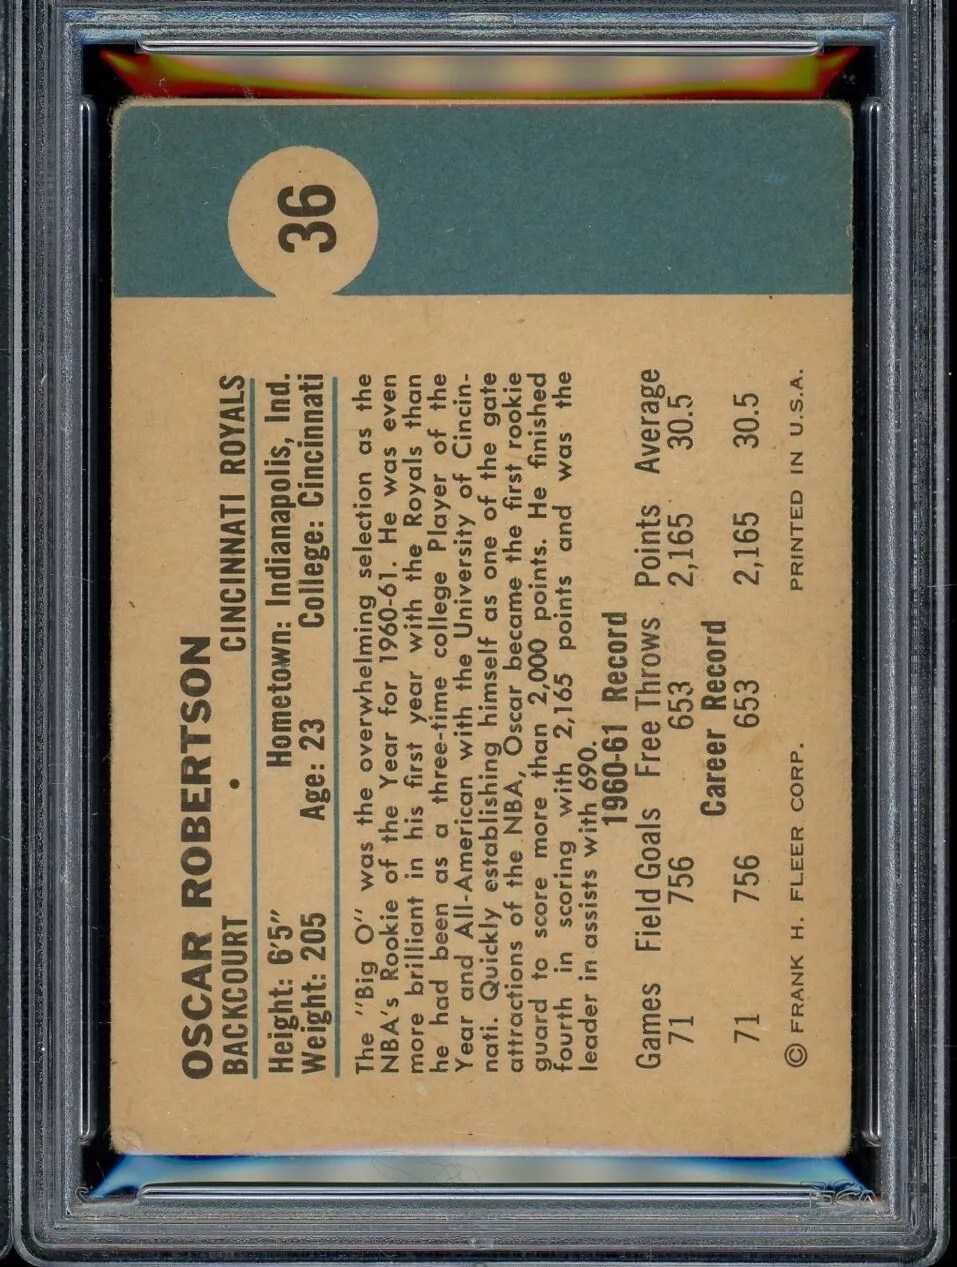 36
OSCAR ROBERTSON
BACKCOURT • CINCINNATI ROYALS
Height: 6'5" Hometown: Indianapolis, Ind.
Weight: 205 Age: 23 College: Cincinnati
The "Big O" was the overwhelming selection as the
NBA's Rookie of the Year for 1960-61. He was even
more brilliant in his first year with the Royals than
he had been as a three-time college Player of the
Year and All-American with the University of Cincin-
nati. Quickly establishing himself as one of the gate
attractions of the NBA, Oscar became the first rookie
guard to score more than 2,000 points. He finished
fourth in scoring with 2,165 points and was the
leader in assists with 690.
1960-61 Record
Games Field Goals Free Throws Points Average
71 756 653 2,165 30.5
Career Record
71 756 653 2,165 30.5
© FRANK H. FLEER CORP. PRINTED IN U.S.A.